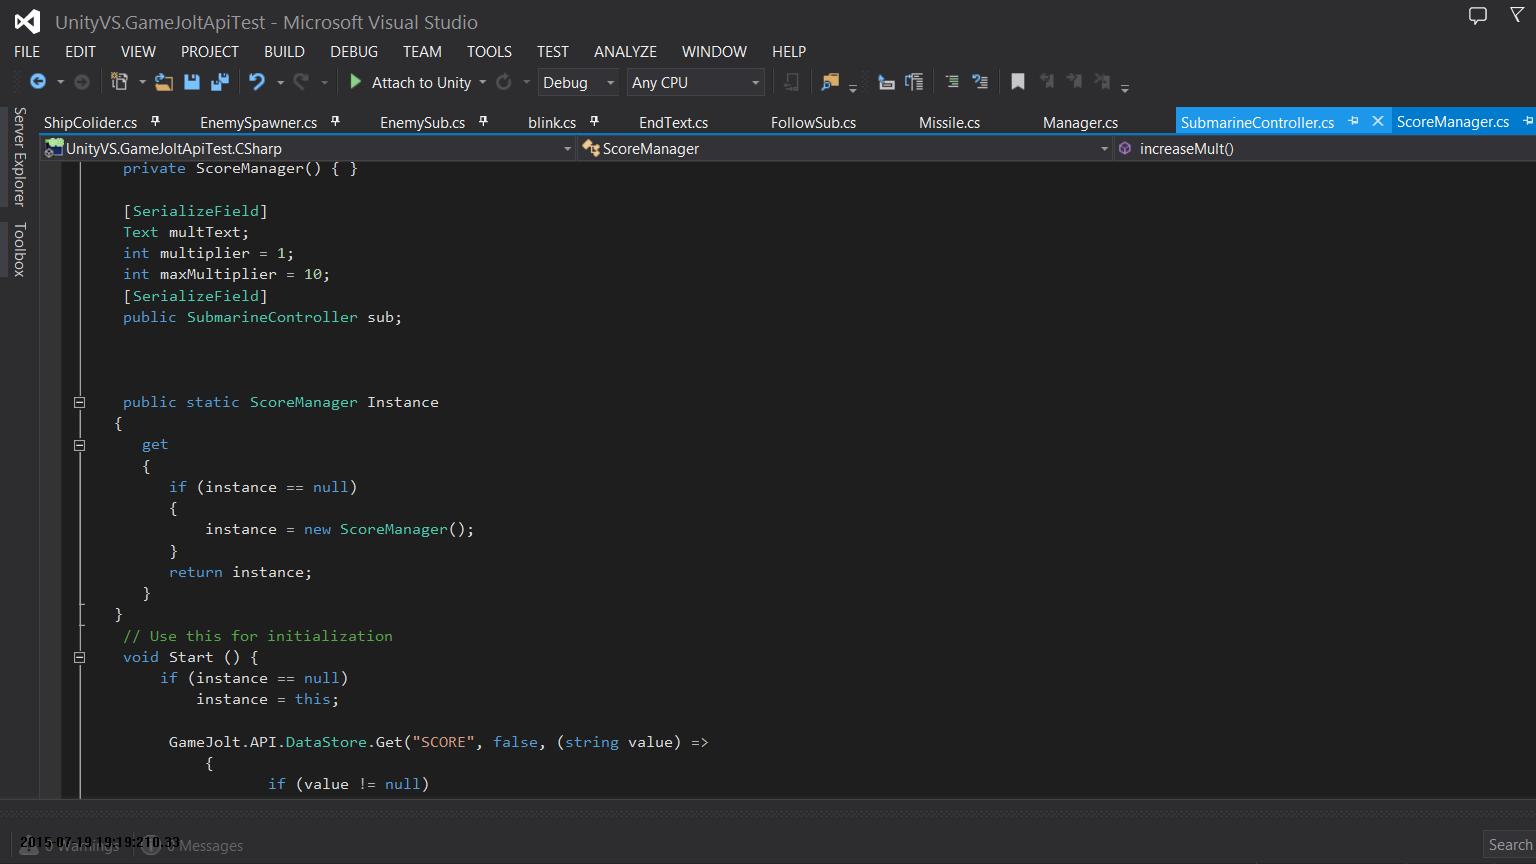 UnityVS.GameJoltApiTest - Microsoft Visual Studio
FILE EDIT VIEW PROJECT BUILD DEBUG TEAM TOOLS TEST ANALYZE WINDOW HELP
Attach to Unity Debug Any CPU
Server Explorer
Toolbox
ShipColider.cs EnemySpawner.cs EnemySub.cs blink.cs EndText.cs FollowSub.cs Missile.cs Manager.cs SubmarineController.cs ScoreManager.cs
UnityVS.GameJoltApiTest.CSharp ScoreManager increaseMult()
private ScoreManager() { }
[SerializeField]
Text multText;
int multiplier = 1;
int maxMultiplier = 10;
[SerializeField]
public SubmarineController sub;
public static ScoreManager Instance
{
get
{
if (instance == null)
{
instance = new ScoreManager();
}
return instance;
}
}
// Use this for initialization
void Start () {
if (instance == null)
instance = this;
GameJolt.API.DataStore.Get("SCORE", false, (string value) =>
{
if (value != null)
2015-07-19 19:19:210.33
0 Warnings 0 Messages
Search